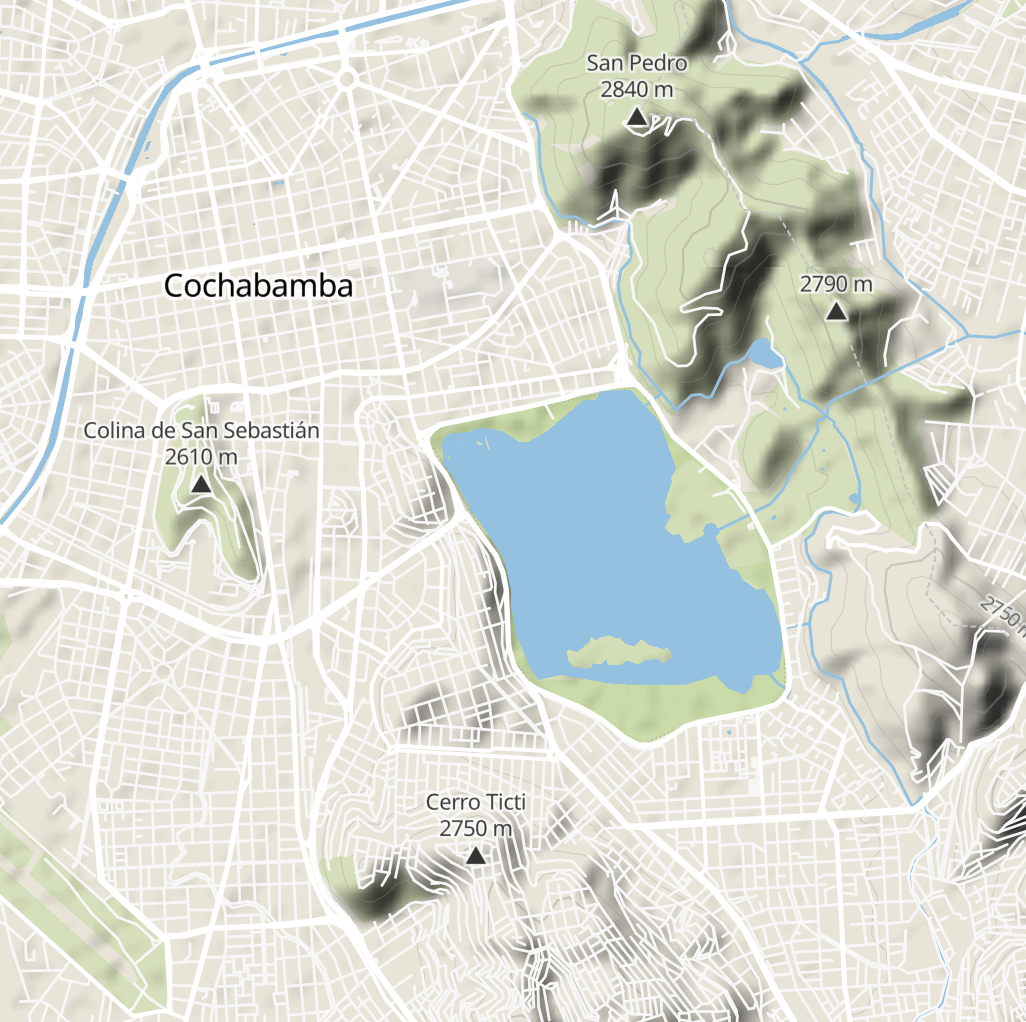 San Pedro
2840 m
Cochabamba
2790 m
Colina de San Sebastián
2610 m
2750 m
Cerro Ticti
2750 m